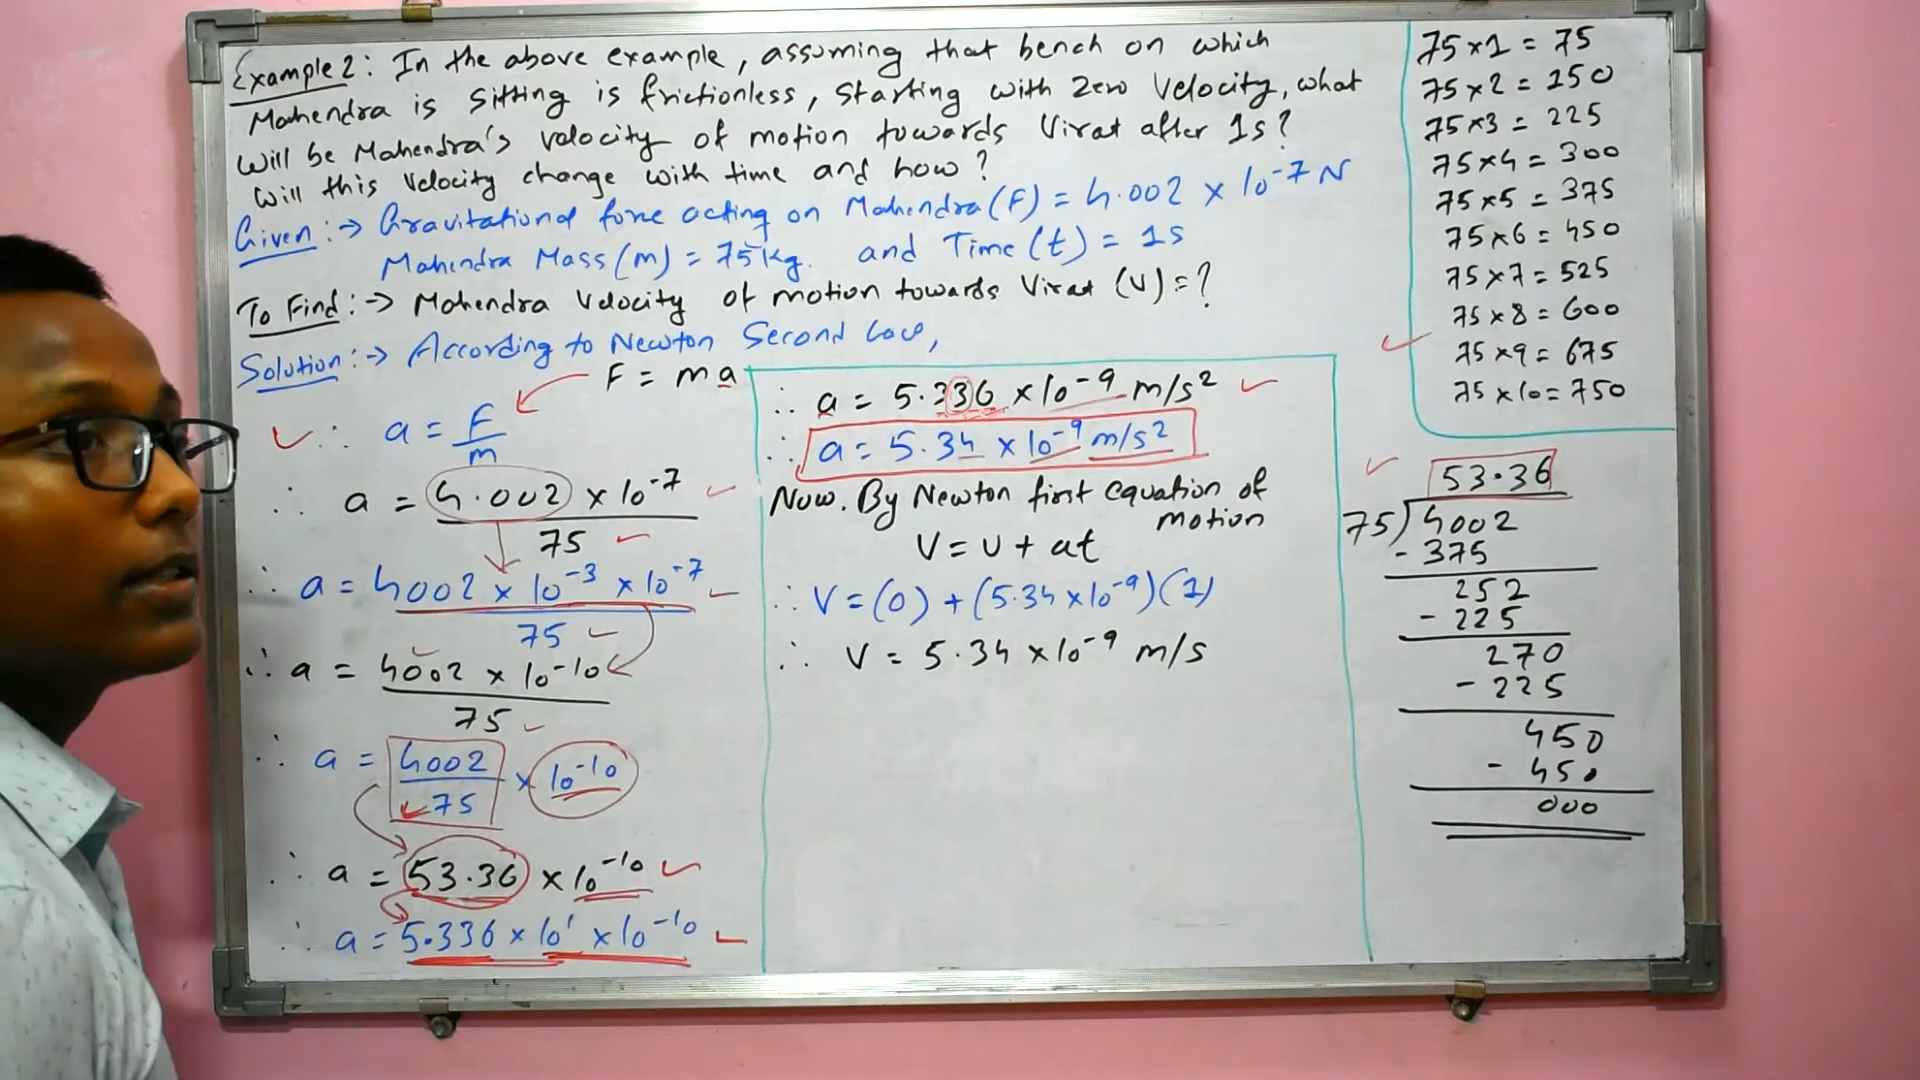 Example 2: In the above example, assuming that bench on which
Mahendra is sitting is frictionless, starting with zero velocity, what
will be Mahendra's velocity of motion towards Virat after 1s?
Will this velocity change with time and how?
Given :→ Gravitational force acting on Mahendra (F) = 4.002 × 10⁻⁷ N
Mahendra Mass (m) = 75 kg. and Time (t) = 1s
To Find :→ Mahendra Velocity of motion towards Virat (V) = ?
Solution :→ According to Newton Second Law,
F = ma
∴ a = F/m
∴ a = 4.002 × 10⁻⁷ / 75
∴ a = 4002 × 10⁻³ × 10⁻⁷ / 75
∴ a = 4002 × 10⁻¹⁰ / 75
∴ a = 4002/75 × 10⁻¹⁰
∴ a = 53.36 × 10⁻¹⁰
∴ a = 5.336 × 10¹ × 10⁻¹⁰
∴ a = 5.336 × 10⁻⁹ m/s²
∴ a = 5.34 × 10⁻⁹ m/s²
Now. By Newton first equation of
motion
V = u + at
∴ V = (0) + (5.34 × 10⁻⁹)(1)
∴ V = 5.34 × 10⁻⁹ m/s
75 × 1 = 75
75 × 2 = 150
75 × 3 = 225
75 × 4 = 300
75 × 5 = 375
75 × 6 = 450
75 × 7 = 525
75 × 8 = 600
75 × 9 = 675
75 × 10 = 750
53.36
75)4002
- 375
252
- 225
270
- 225
450
- 450
000